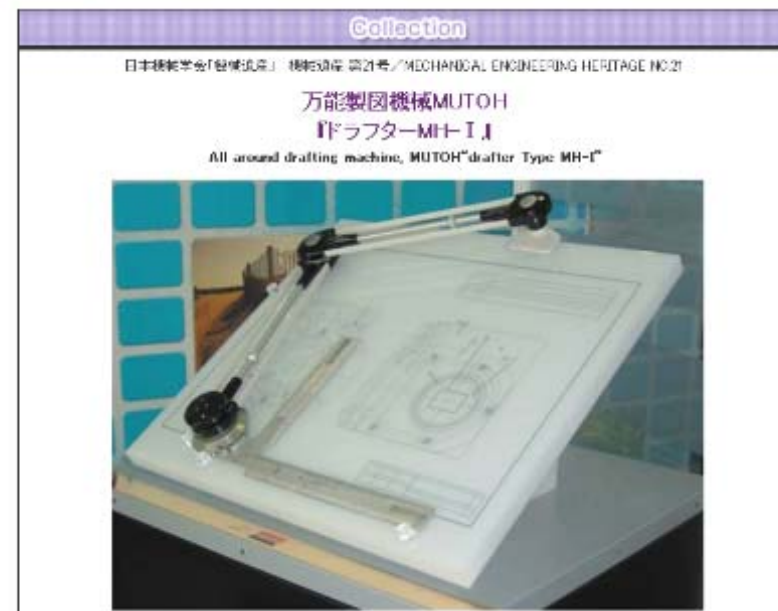 Collection
日本機械学会「機械遺産」 機械遺産 第21号／MECHANICAL ENGINEERING HERITAGE NO.21
万能製図機械MUTOH
『ドラフターMH-Ⅰ』
All around drafting machine, MUTOH"drafter Type MH-I"